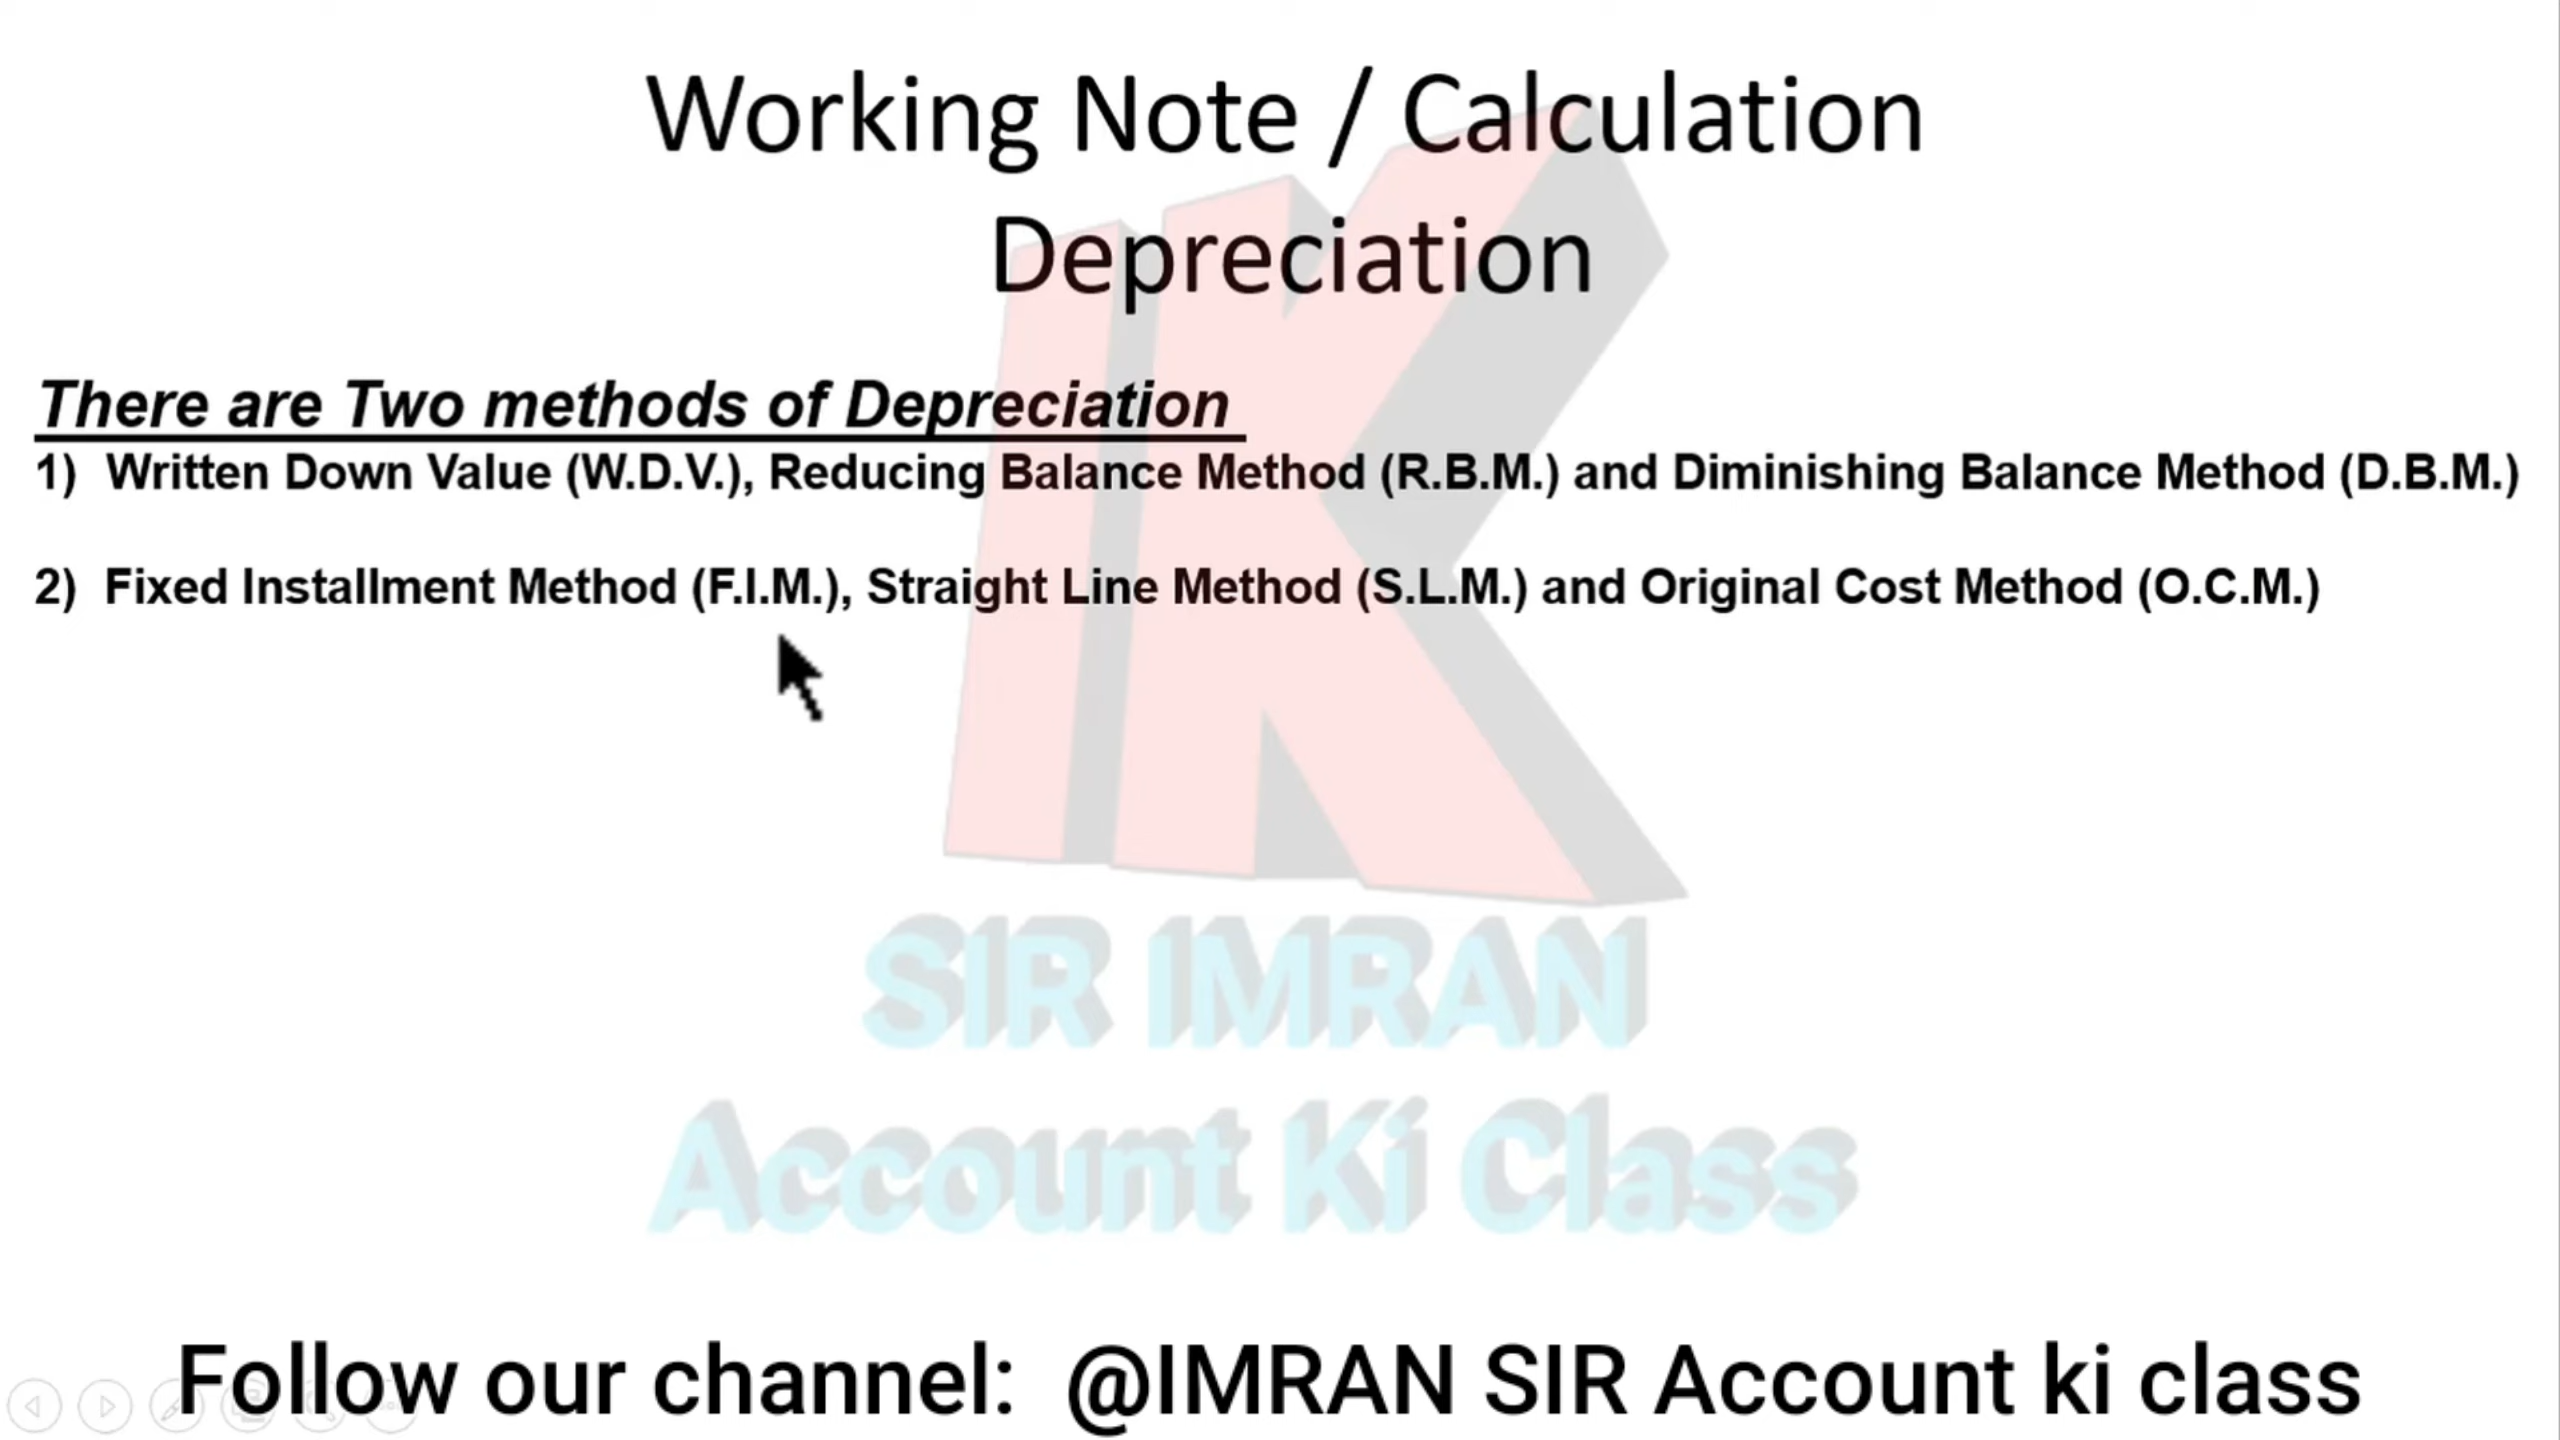 Working Note / Calculation
Depreciation
There are Two methods of Depreciation
1) Written Down Value (W.D.V.), Reducing Balance Method (R.B.M.) and Diminishing Balance Method (D.B.M.)
2) Fixed Installment Method (F.I.M.), Straight Line Method (S.L.M.) and Original Cost Method (O.C.M.)
IK
SIR IMRAN
Account Ki Class
Follow our channel: @IMRAN SIR Account ki class